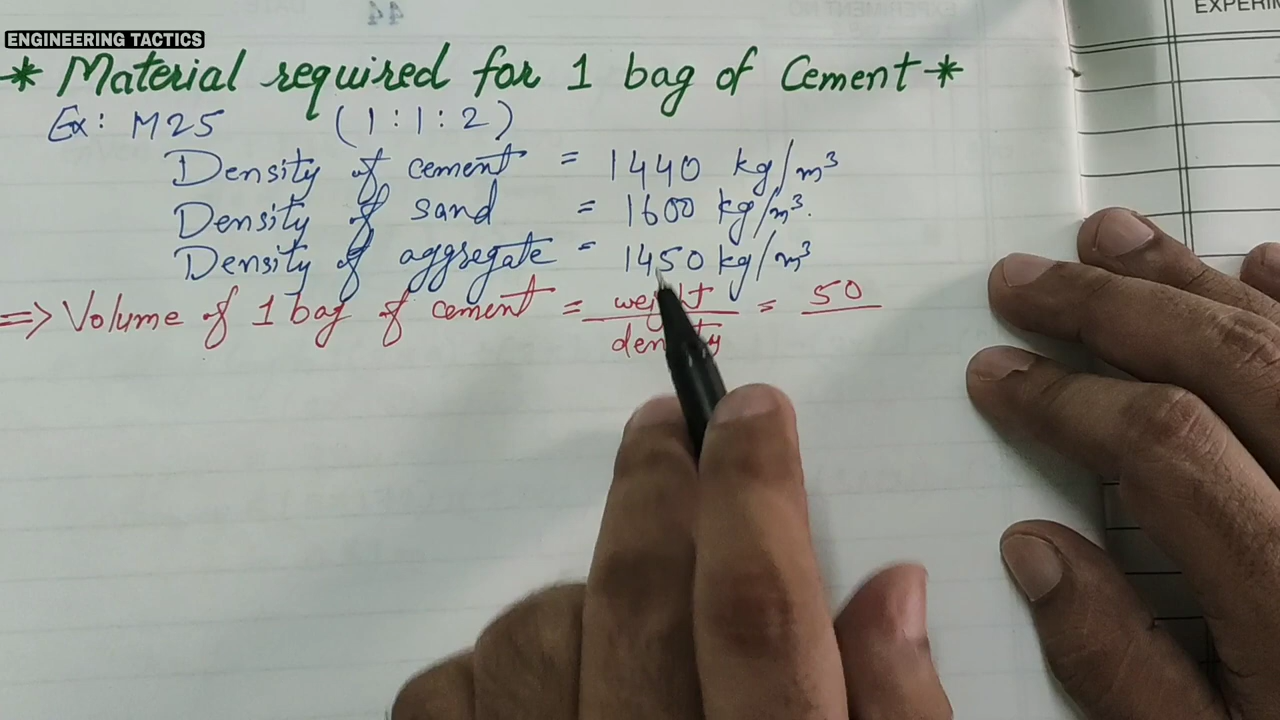 44
EXPERIM
ENGINEERING TACTICS
* Material required for 1 bag of Cement *
Ex: M25 (1:1:2)
Density of cement = 1440 kg/m³
Density of sand = 1600 kg/m³.
Density of aggregate = 1450 kg/m³
=> Volume of 1 bag of cement = weight / density = 50